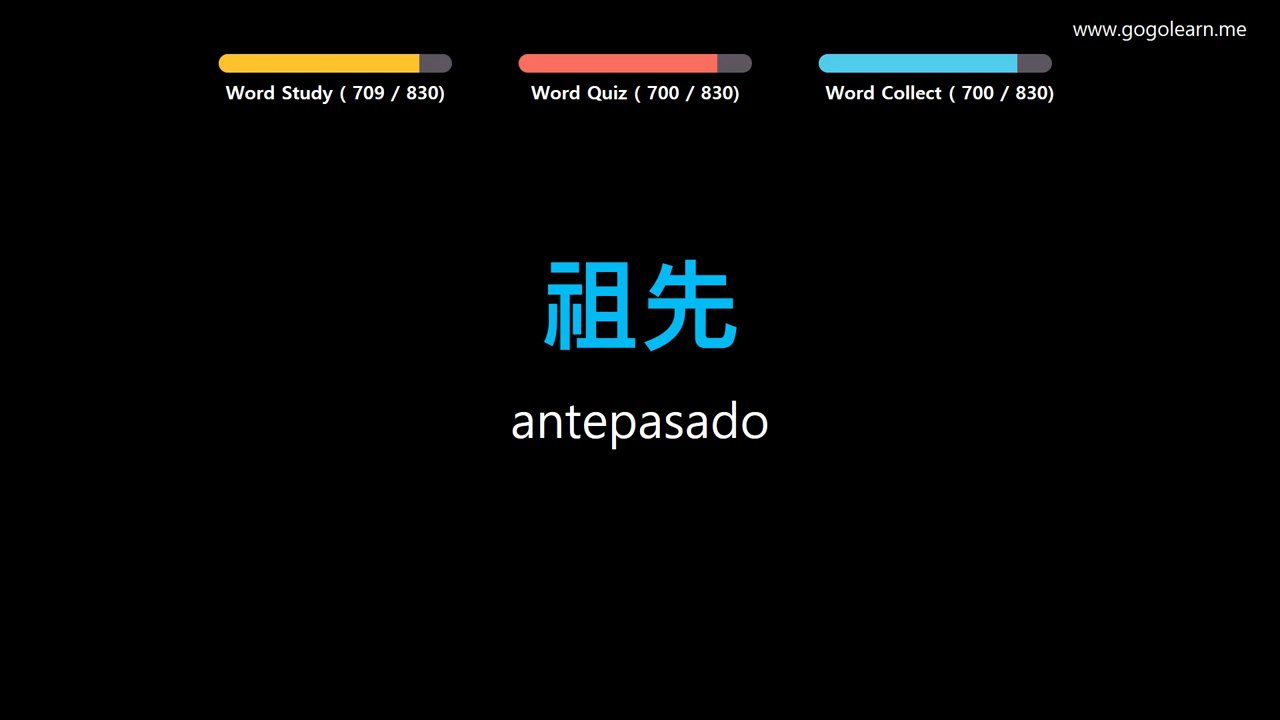 www.gogolearn.me
Word Study ( 709 / 830)
Word Quiz ( 700 / 830)
Word Collect ( 700 / 830)
祖先
antepasado